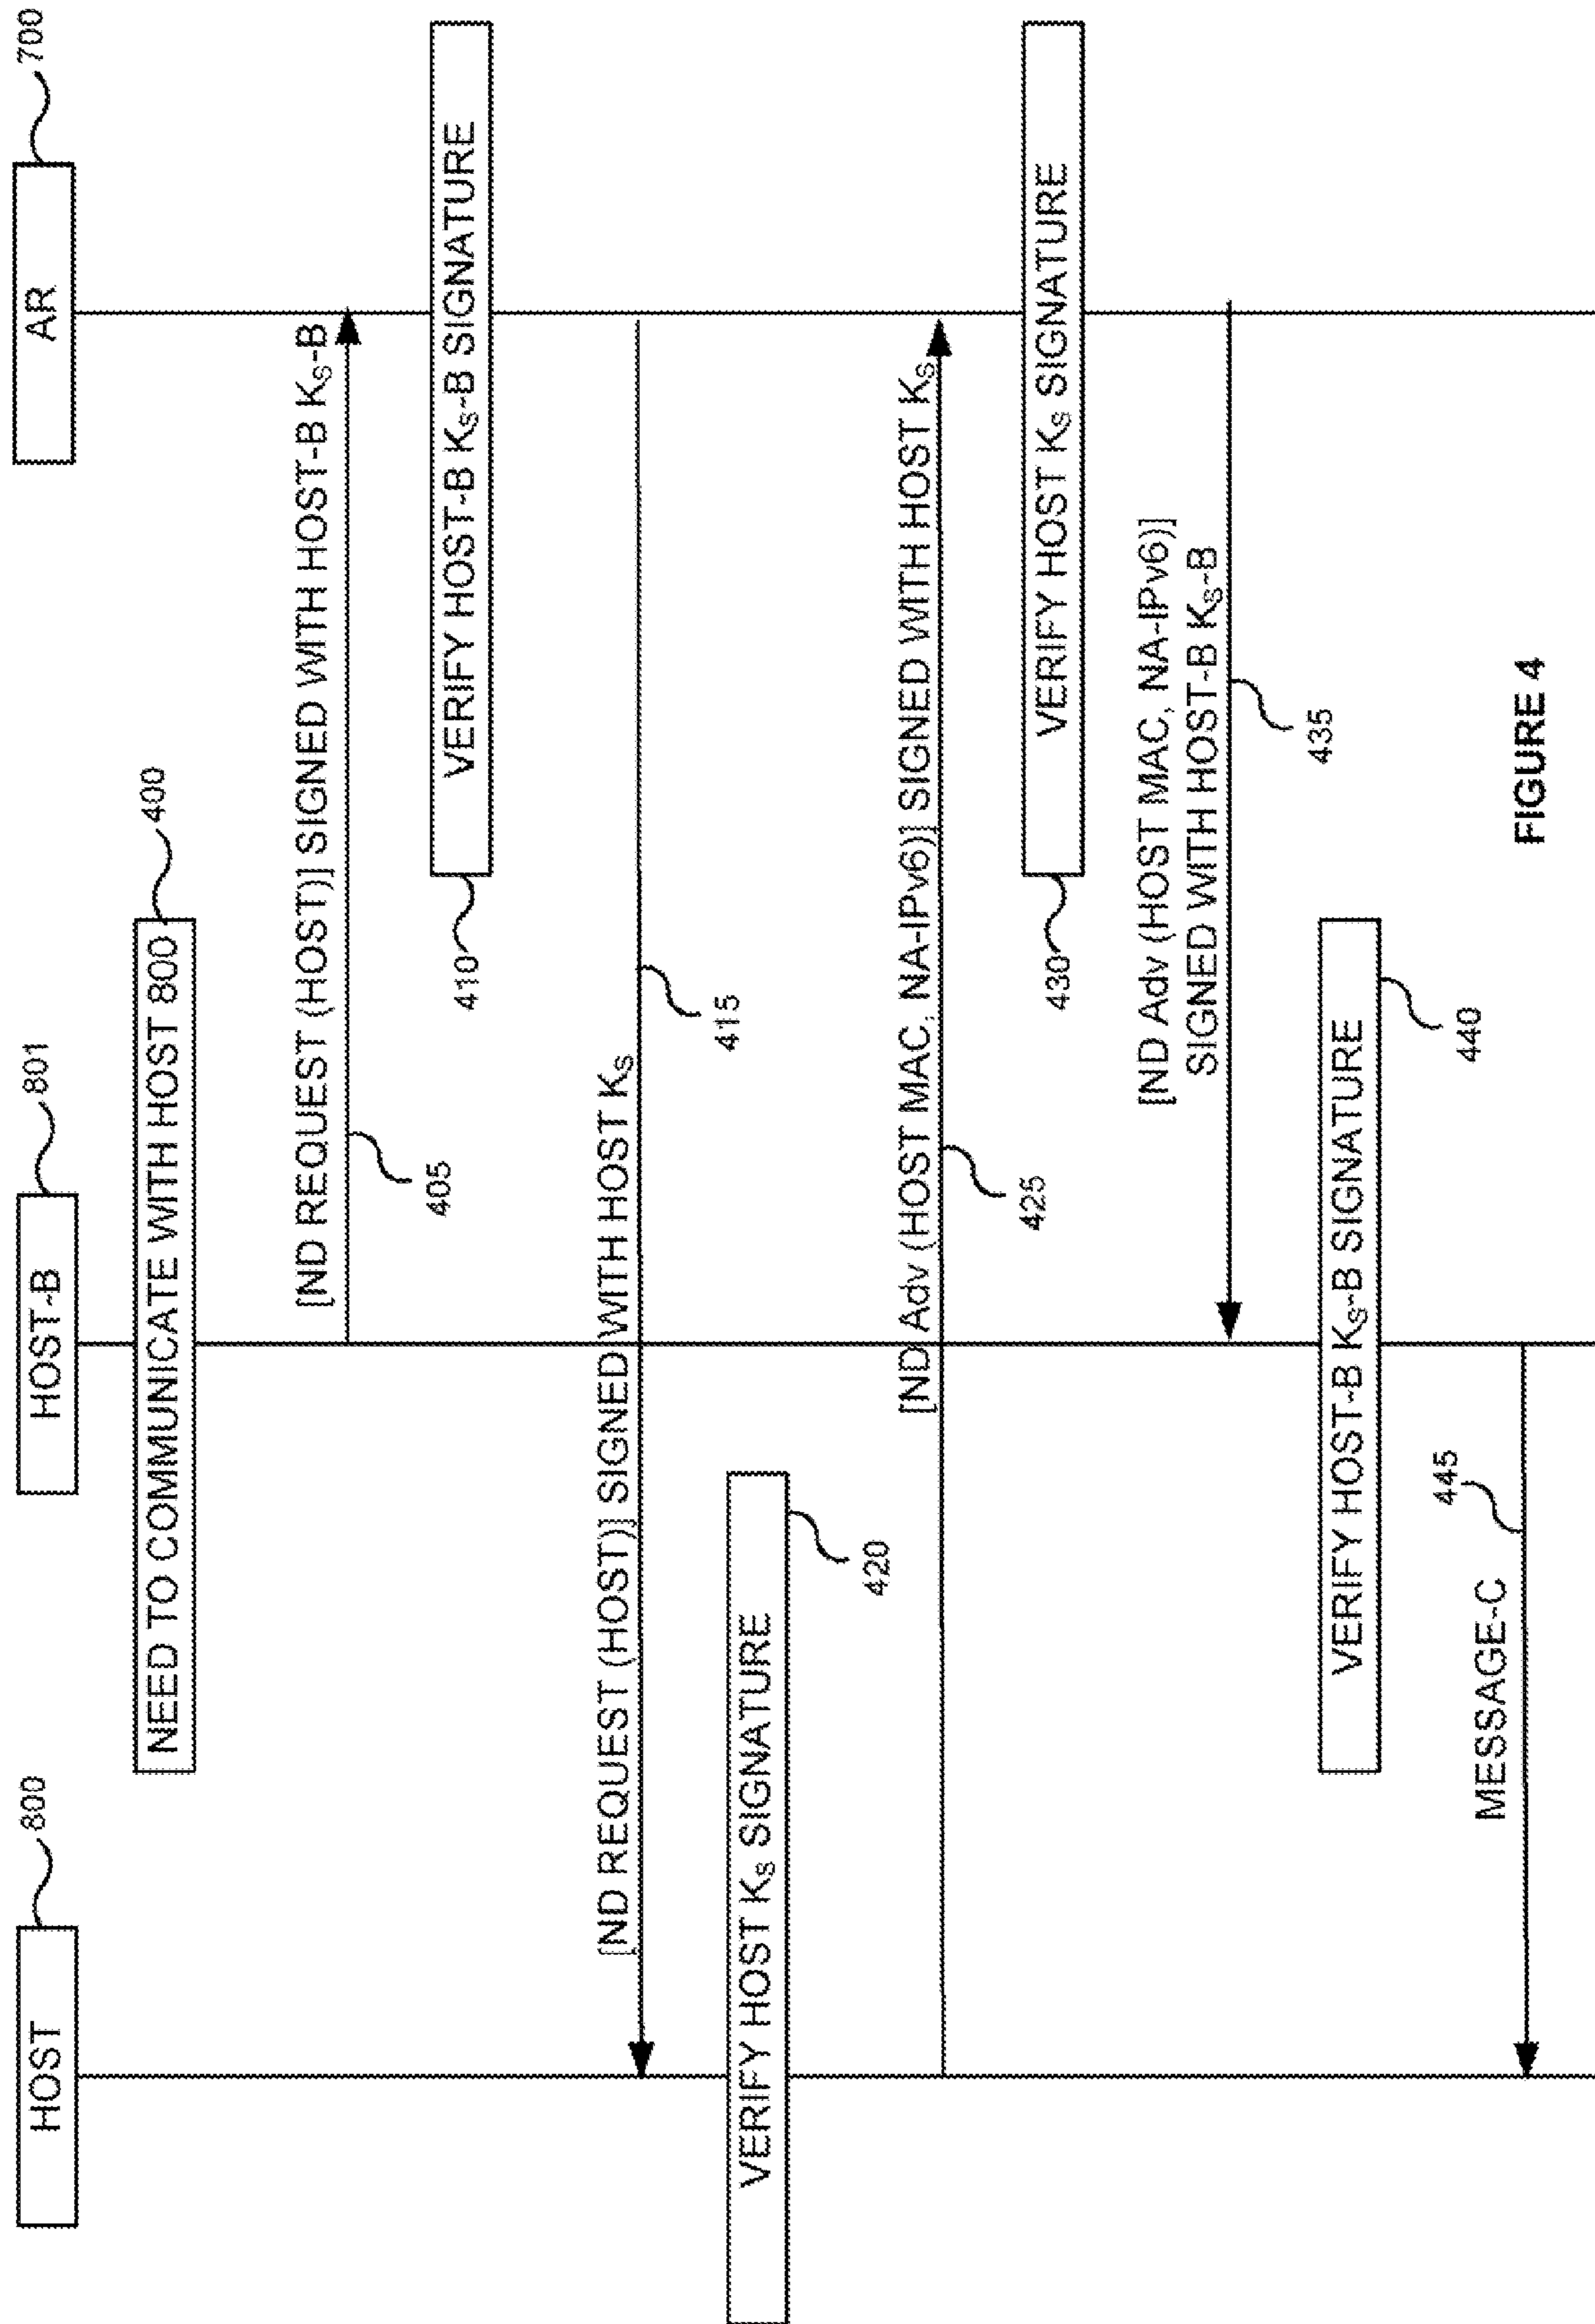 HOST
800
HOST-B
801
AR
700
NEED TO COMMUNICATE WITH HOST 800
400
[ND REQUEST (HOST)] SIGNED WITH HOST-B KS-B
405
VERIFY HOST-B KS-B SIGNATURE
410
[ND REQUEST (HOST)] SIGNED WITH HOST KS
415
VERIFY HOST KS SIGNATURE
420
[ND Adv (HOST MAC, NA-IPv6)] SIGNED WITH HOST KS
425
VERIFY HOST KS SIGNATURE
430
[ND Adv (HOST MAC, NA-IPv6)]
SIGNED WITH HOST-B KS-B
435
VERIFY HOST-B KS-B SIGNATURE
440
MESSAGE-C
445
FIGURE 4